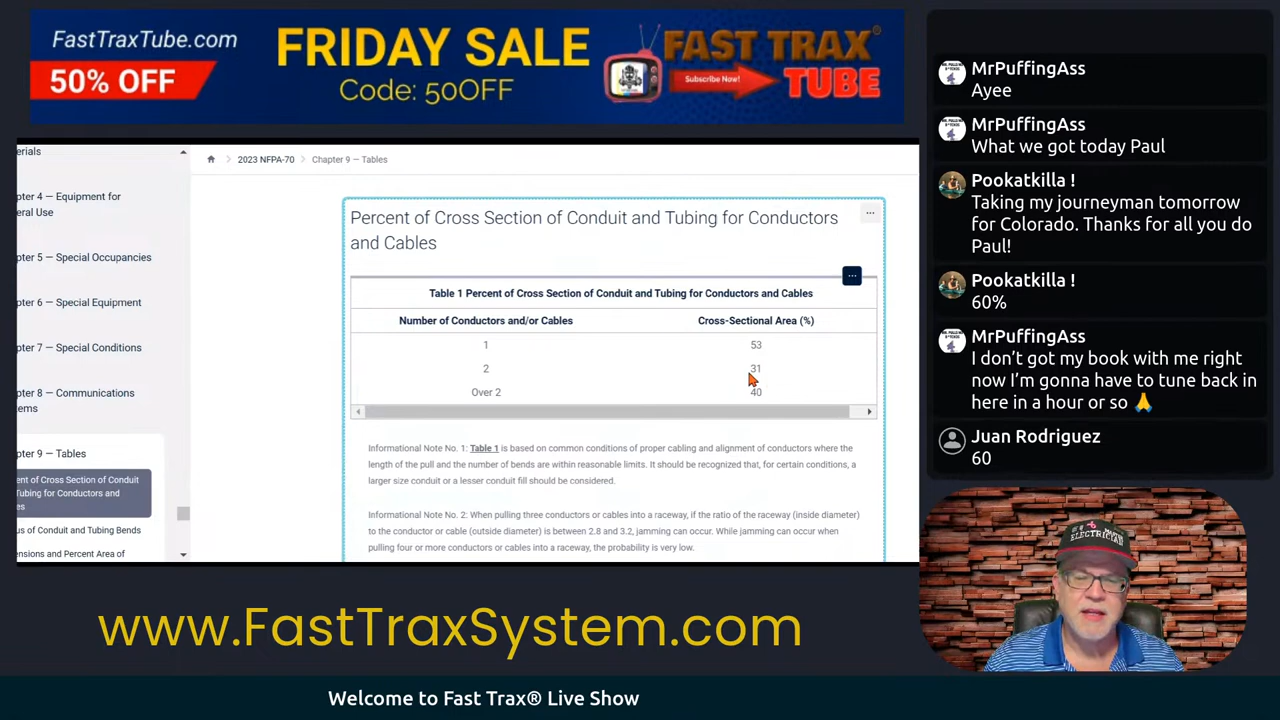 FastTraxTube.com
50% OFF
FRIDAY SALE
Code: 50OFF
FAST TRAX®
Subscribe Now!
TUBE
erials
pter 4 — Equipment for
eral Use
pter 5 — Special Occupancies
pter 6 — Special Equipment
pter 7 — Special Conditions
pter 8 — Communications
tems
pter 9 — Tables
ent of Cross Section of Conduit
Tubing for Conductors and
es
us of Conduit and Tubing Bends
ensions and Percent Area of
2023 NFPA-70 > Chapter 9 — Tables
Percent of Cross Section of Conduit and Tubing for Conductors
and Cables
Table 1 Percent of Cross Section of Conduit and Tubing for Conductors and Cables
Number of Conductors and/or Cables Cross-Sectional Area (%)
1 53
2 31
Over 2 40
Informational Note No. 1: Table 1 is based on common conditions of proper cabling and alignment of conductors where the
length of the pull and the number of bends are within reasonable limits. It should be recognized that, for certain conditions, a
larger size conduit or a lesser conduit fill should be considered.
Informational Note No. 2: When pulling three conductors or cables into a raceway, if the ratio of the raceway (inside diameter)
to the conductor or cable (outside diameter) is between 2.8 and 3.2, jamming can occur. While jamming can occur when
pulling four or more conductors or cables into a raceway, the probability is very low.
MrPuffingAss
Ayee
MrPuffingAss
What we got today Paul
Pookatkilla !
Taking my journeyman tomorrow
for Colorado. Thanks for all you do
Paul!
Pookatkilla !
60%
MrPuffingAss
I don't got my book with me right
now I'm gonna have to tune back in
here in a hour or so 🙏
Juan Rodriguez
60
ELECTRICIAN
www.FastTraxSystem.com
Welcome to Fast Trax® Live Show